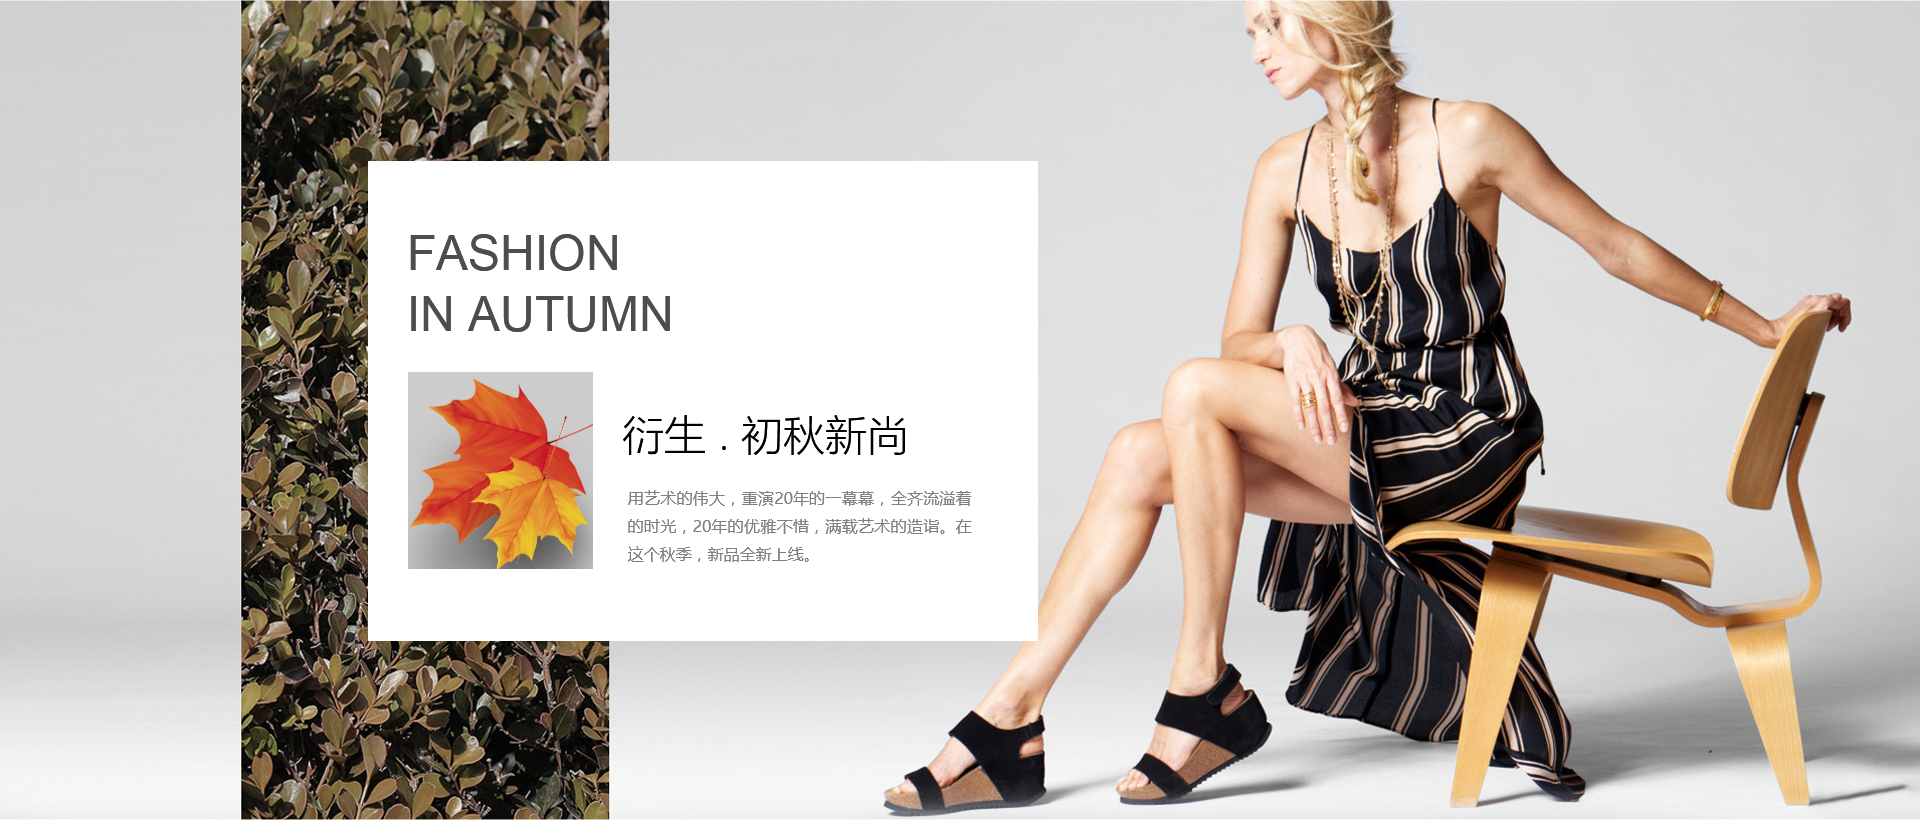 FASHION
IN AUTUMN
衍生 . 初秋新尚
用艺术的伟大，重演20年的一幕幕，全齐流溢着
的时光，20年的优雅不惜，满载艺术的造诣。在
这个秋季，新品全新上线。